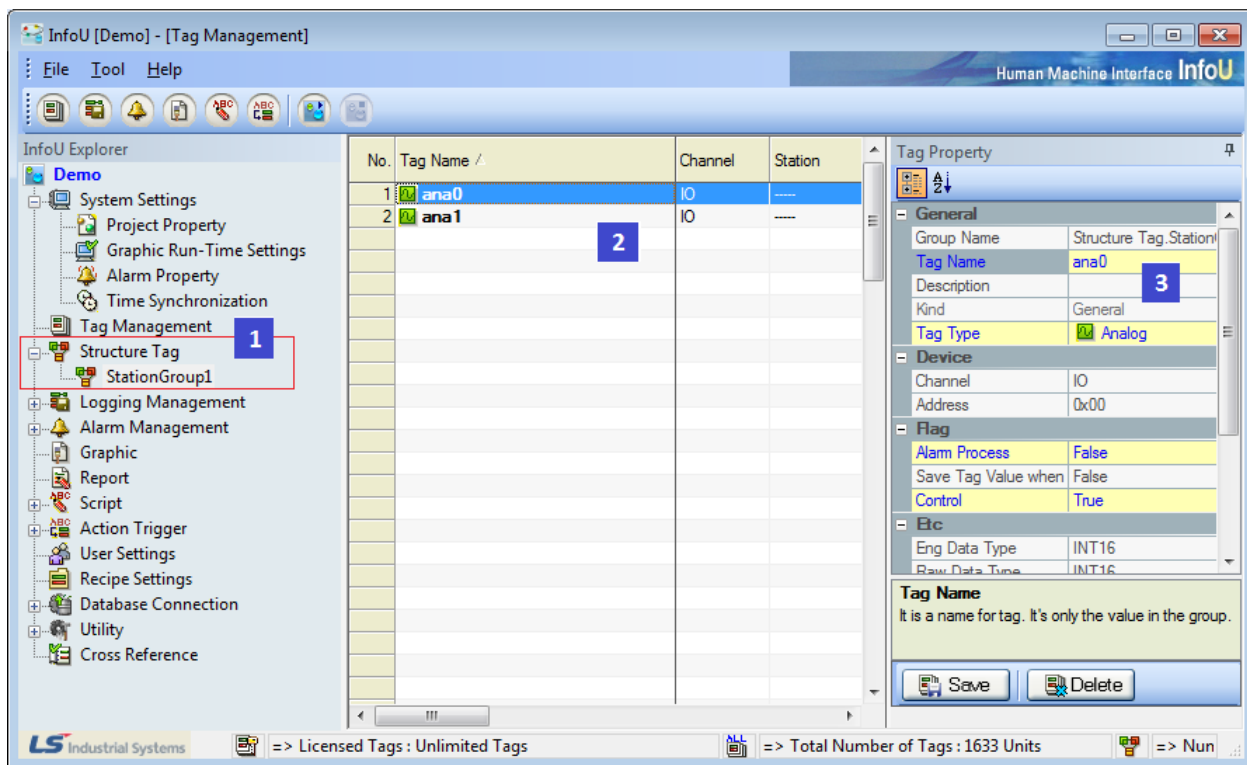 InfoU [Demo] - [Tag Management]
File Tool Help
Human Machine Interface InfoU
InfoU Explorer
Demo
System Settings
Project Property
Graphic Run-Time Settings
Alarm Property
Time Synchronization
Tag Management
1
Structure Tag
StationGroup1
Logging Management
Alarm Management
Graphic
Report
Script
Action Trigger
User Settings
Recipe Settings
Database Connection
Utility
Cross Reference
No. Tag Name Channel Station
1 ana0 IO -----
2 ana1 IO -----
2
Tag Property
General
Group Name Structure Tag.Station
Tag Name ana0
Description
3
Kind General
Tag Type Analog
Device
Channel IO
Address 0x00
Flag
Alarm Process False
Save Tag Value when False
Control True
Etc
Eng Data Type INT16
Raw Data Type INT16
Tag Name
It is a name for tag. It's only the value in the group.
Save Delete
LS Industrial Systems => Licensed Tags : Unlimited Tags => Total Number of Tags : 1633 Units => Nun